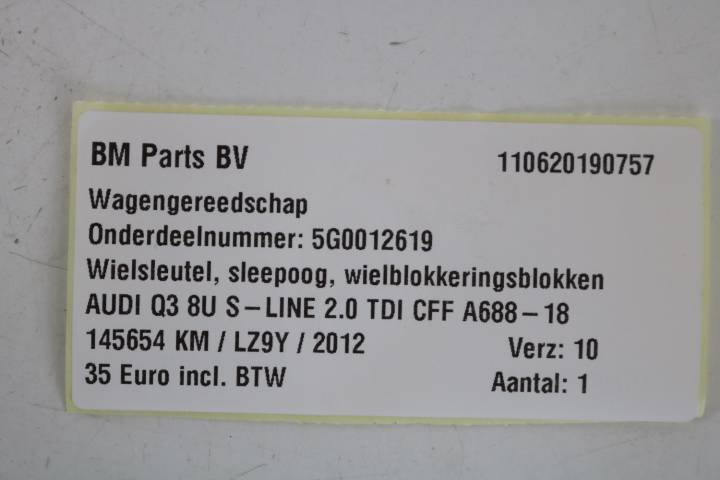 BM Parts BV 110620190757
Wagengereedschap
Onderdeelnummer: 5G0012619
Wielsleutel, sleepoog, wielblokkeringsblokken
AUDI Q3 8U S-LINE 2.0 TDI CFF A688-18
145654 KM / LZ9Y / 2012 Verz: 10
35 Euro incl. BTW Aantal: 1